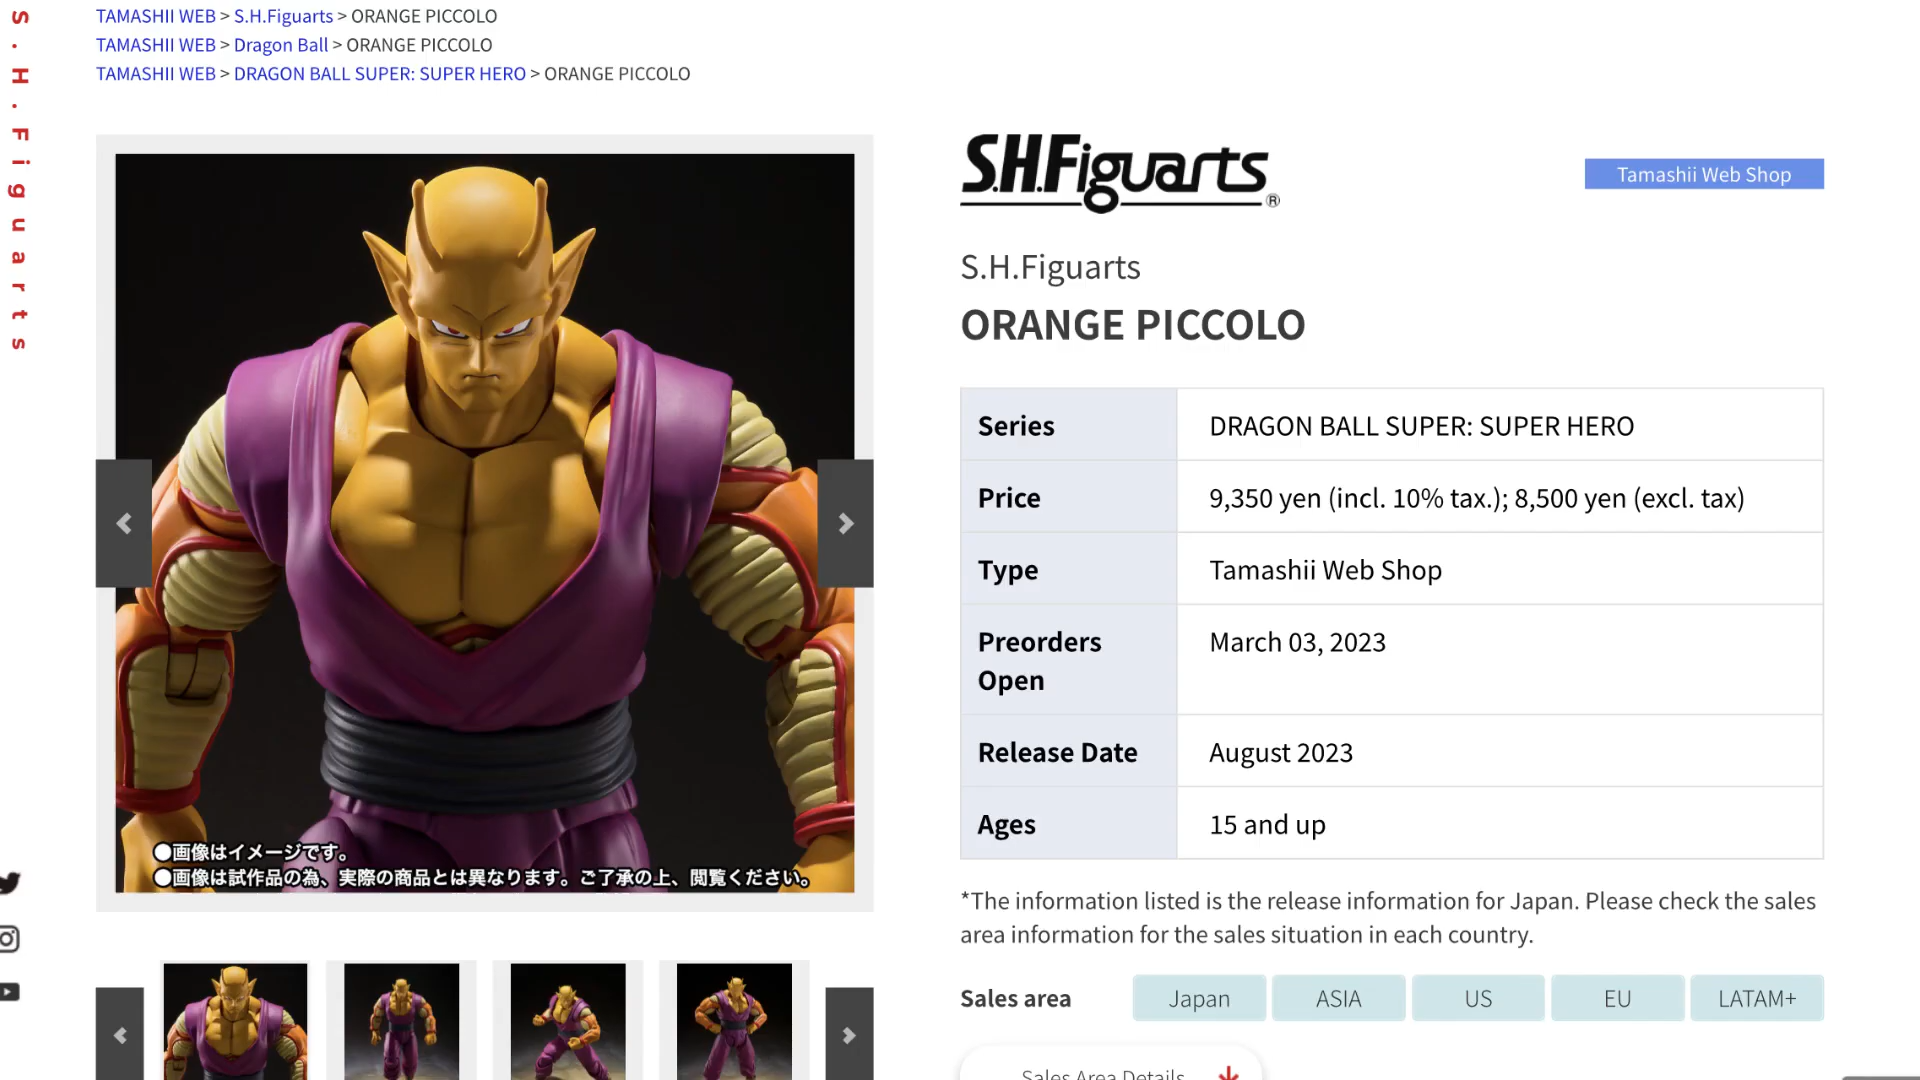 S.H.Figuarts
TAMASHII WEB > S.H.Figuarts > ORANGE PICCOLO
TAMASHII WEB > Dragon Ball > ORANGE PICCOLO
TAMASHII WEB > DRAGON BALL SUPER: SUPER HERO > ORANGE PICCOLO
●画像はイメージです。
●画像は試作品の為、実際の商品とは異なります。ご了承の上、閲覧ください。
S.H.Figuarts®
Tamashii Web Shop
S.H.Figuarts
ORANGE PICCOLO
Series DRAGON BALL SUPER: SUPER HERO
Price 9,350 yen (incl. 10% tax.); 8,500 yen (excl. tax)
Type Tamashii Web Shop
Preorders Open March 03, 2023
Release Date August 2023
Ages 15 and up
*The information listed is the release information for Japan. Please check the sales
area information for the sales situation in each country.
Sales area Japan ASIA US EU LATAM+
Sales Area Details